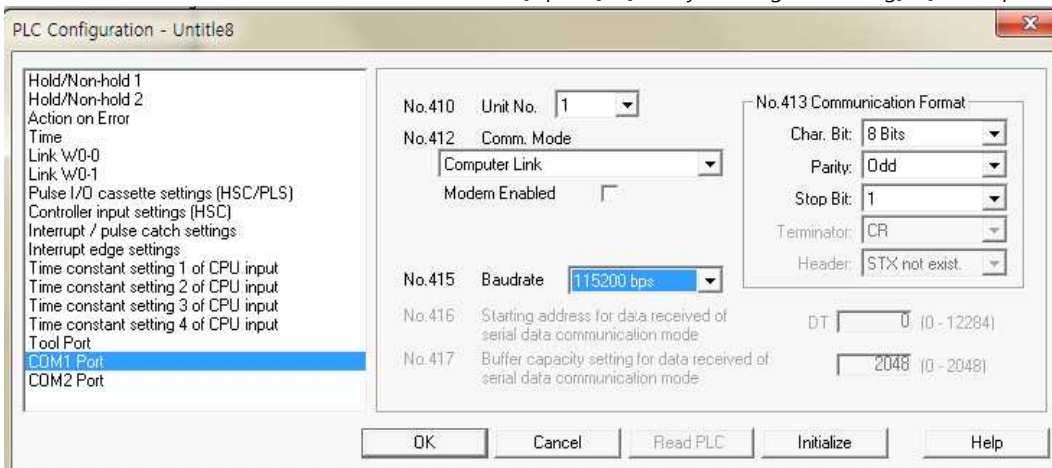 PLC Configuration - Untitle8
Hold/Non-hold 1
Hold/Non-hold 2
Action on Error
Time
Link W0-0
Link W0-1
Pulse I/O cassette settings (HSC/PLS)
Controller input settings (HSC)
Interrupt / pulse catch settings
Interrupt edge settings
Time constant setting 1 of CPU input
Time constant setting 2 of CPU input
Time constant setting 3 of CPU input
Time constant setting 4 of CPU input
Tool Port
COM1 Port
COM2 Port
No.410 Unit No. 1
No.412 Comm. Mode
Computer Link
Modem Enabled
No.415 Baudrate 115200 bps
No.413 Communication Format
Char. Bit: 8 Bits
Parity: Odd
Stop Bit: 1
Terminator: CR
Header: STX not exist.
No.416 Starting address for data received of
serial data communication mode
DT 0 (0 - 12284)
No.417 Buffer capacity setting for data received of
serial data communication mode
2048 (0 - 2048)
OK Cancel Read PLC Initialize Help